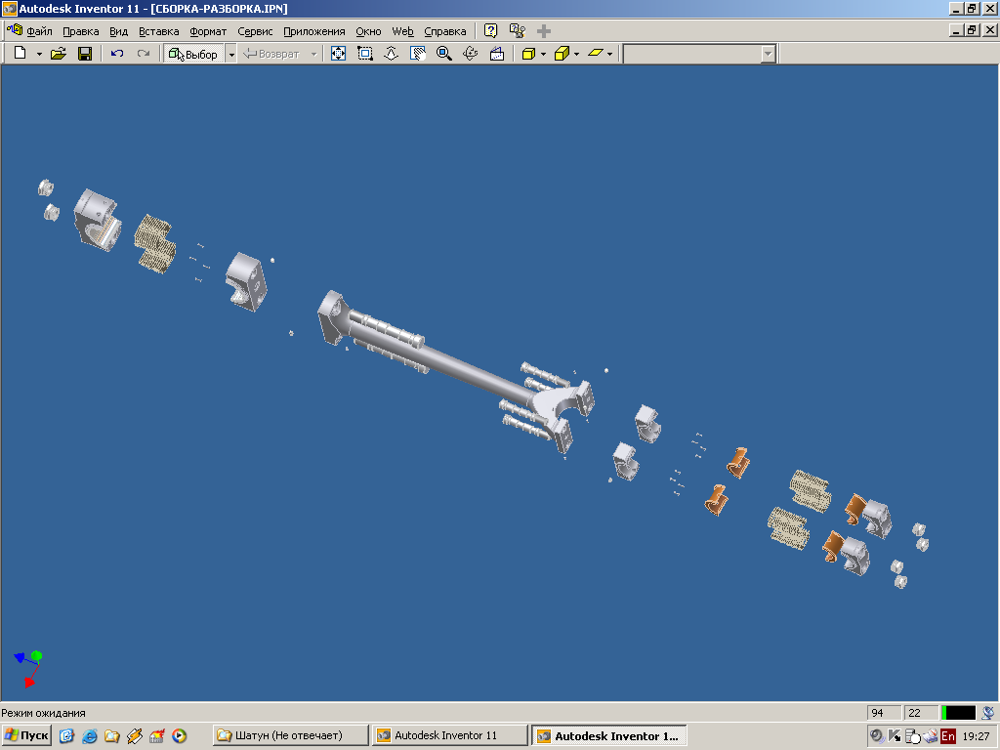 Autodesk Inventor 11 - [СБОРКА-РАЗБОРКА.IPN]
Файл Правка Вид Вставка Формат Сервис Приложения Окно Web Справка
Выбор Возврат
Режим ожидания 94 22
Пуск Шатун (Не отвечает) Autodesk Inventor 11 Autodesk Inventor 1... En 19:27